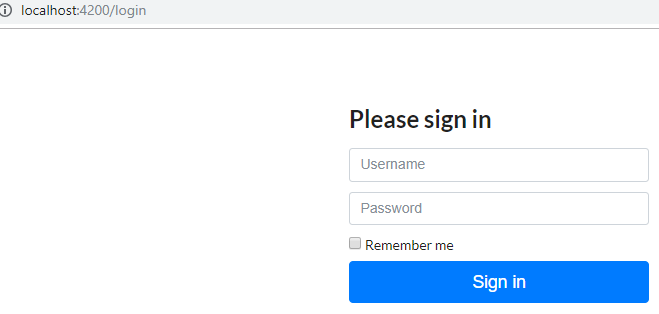 localhost:4200/login
Please sign in
Username
Password
Remember me
Sign in